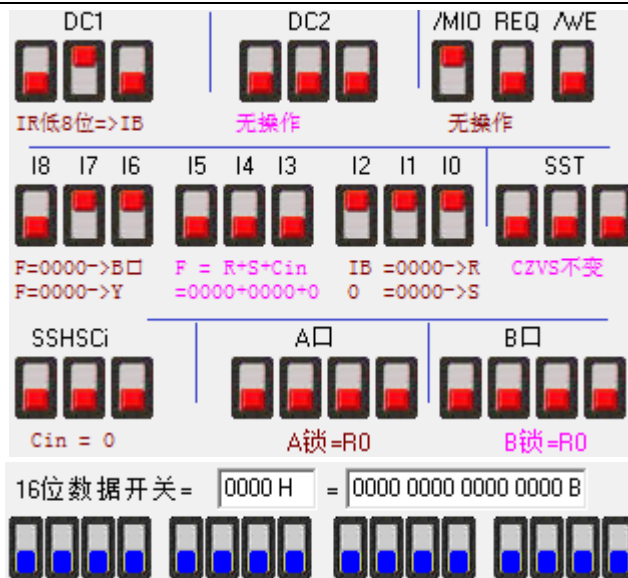 DC1 DC2 /MIO REQ /WE
IR低8位=>IB 无操作 无操作
I8 I7 I6 I5 I4 I3 I2 I1 I0 SST
F=0000->B口 F = R+S+Cin IB =0000->R CZVS不变
F=0000->Y =0000+0000+0 0 =0000->S
SSHSCi A口 B口
Cin = 0 A锁=R0 B锁=R0
16位数据开关= 0000 H = 0000 0000 0000 0000 B